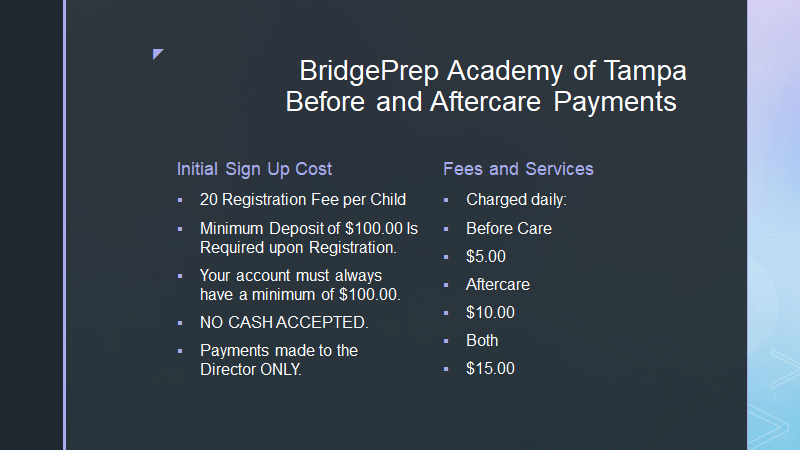 BridgePrep Academy of Tampa
Before and Aftercare Payments
Initial Sign Up Cost
20 Registration Fee per Child
Minimum Deposit of $100.00 Is
Required upon Registration.
Your account must always
have a minimum of $100.00.
NO CASH ACCEPTED.
Payments made to the
Director ONLY.
Fees and Services
Charged daily:
Before Care
$5.00
Aftercare
$10.00
Both
$15.00